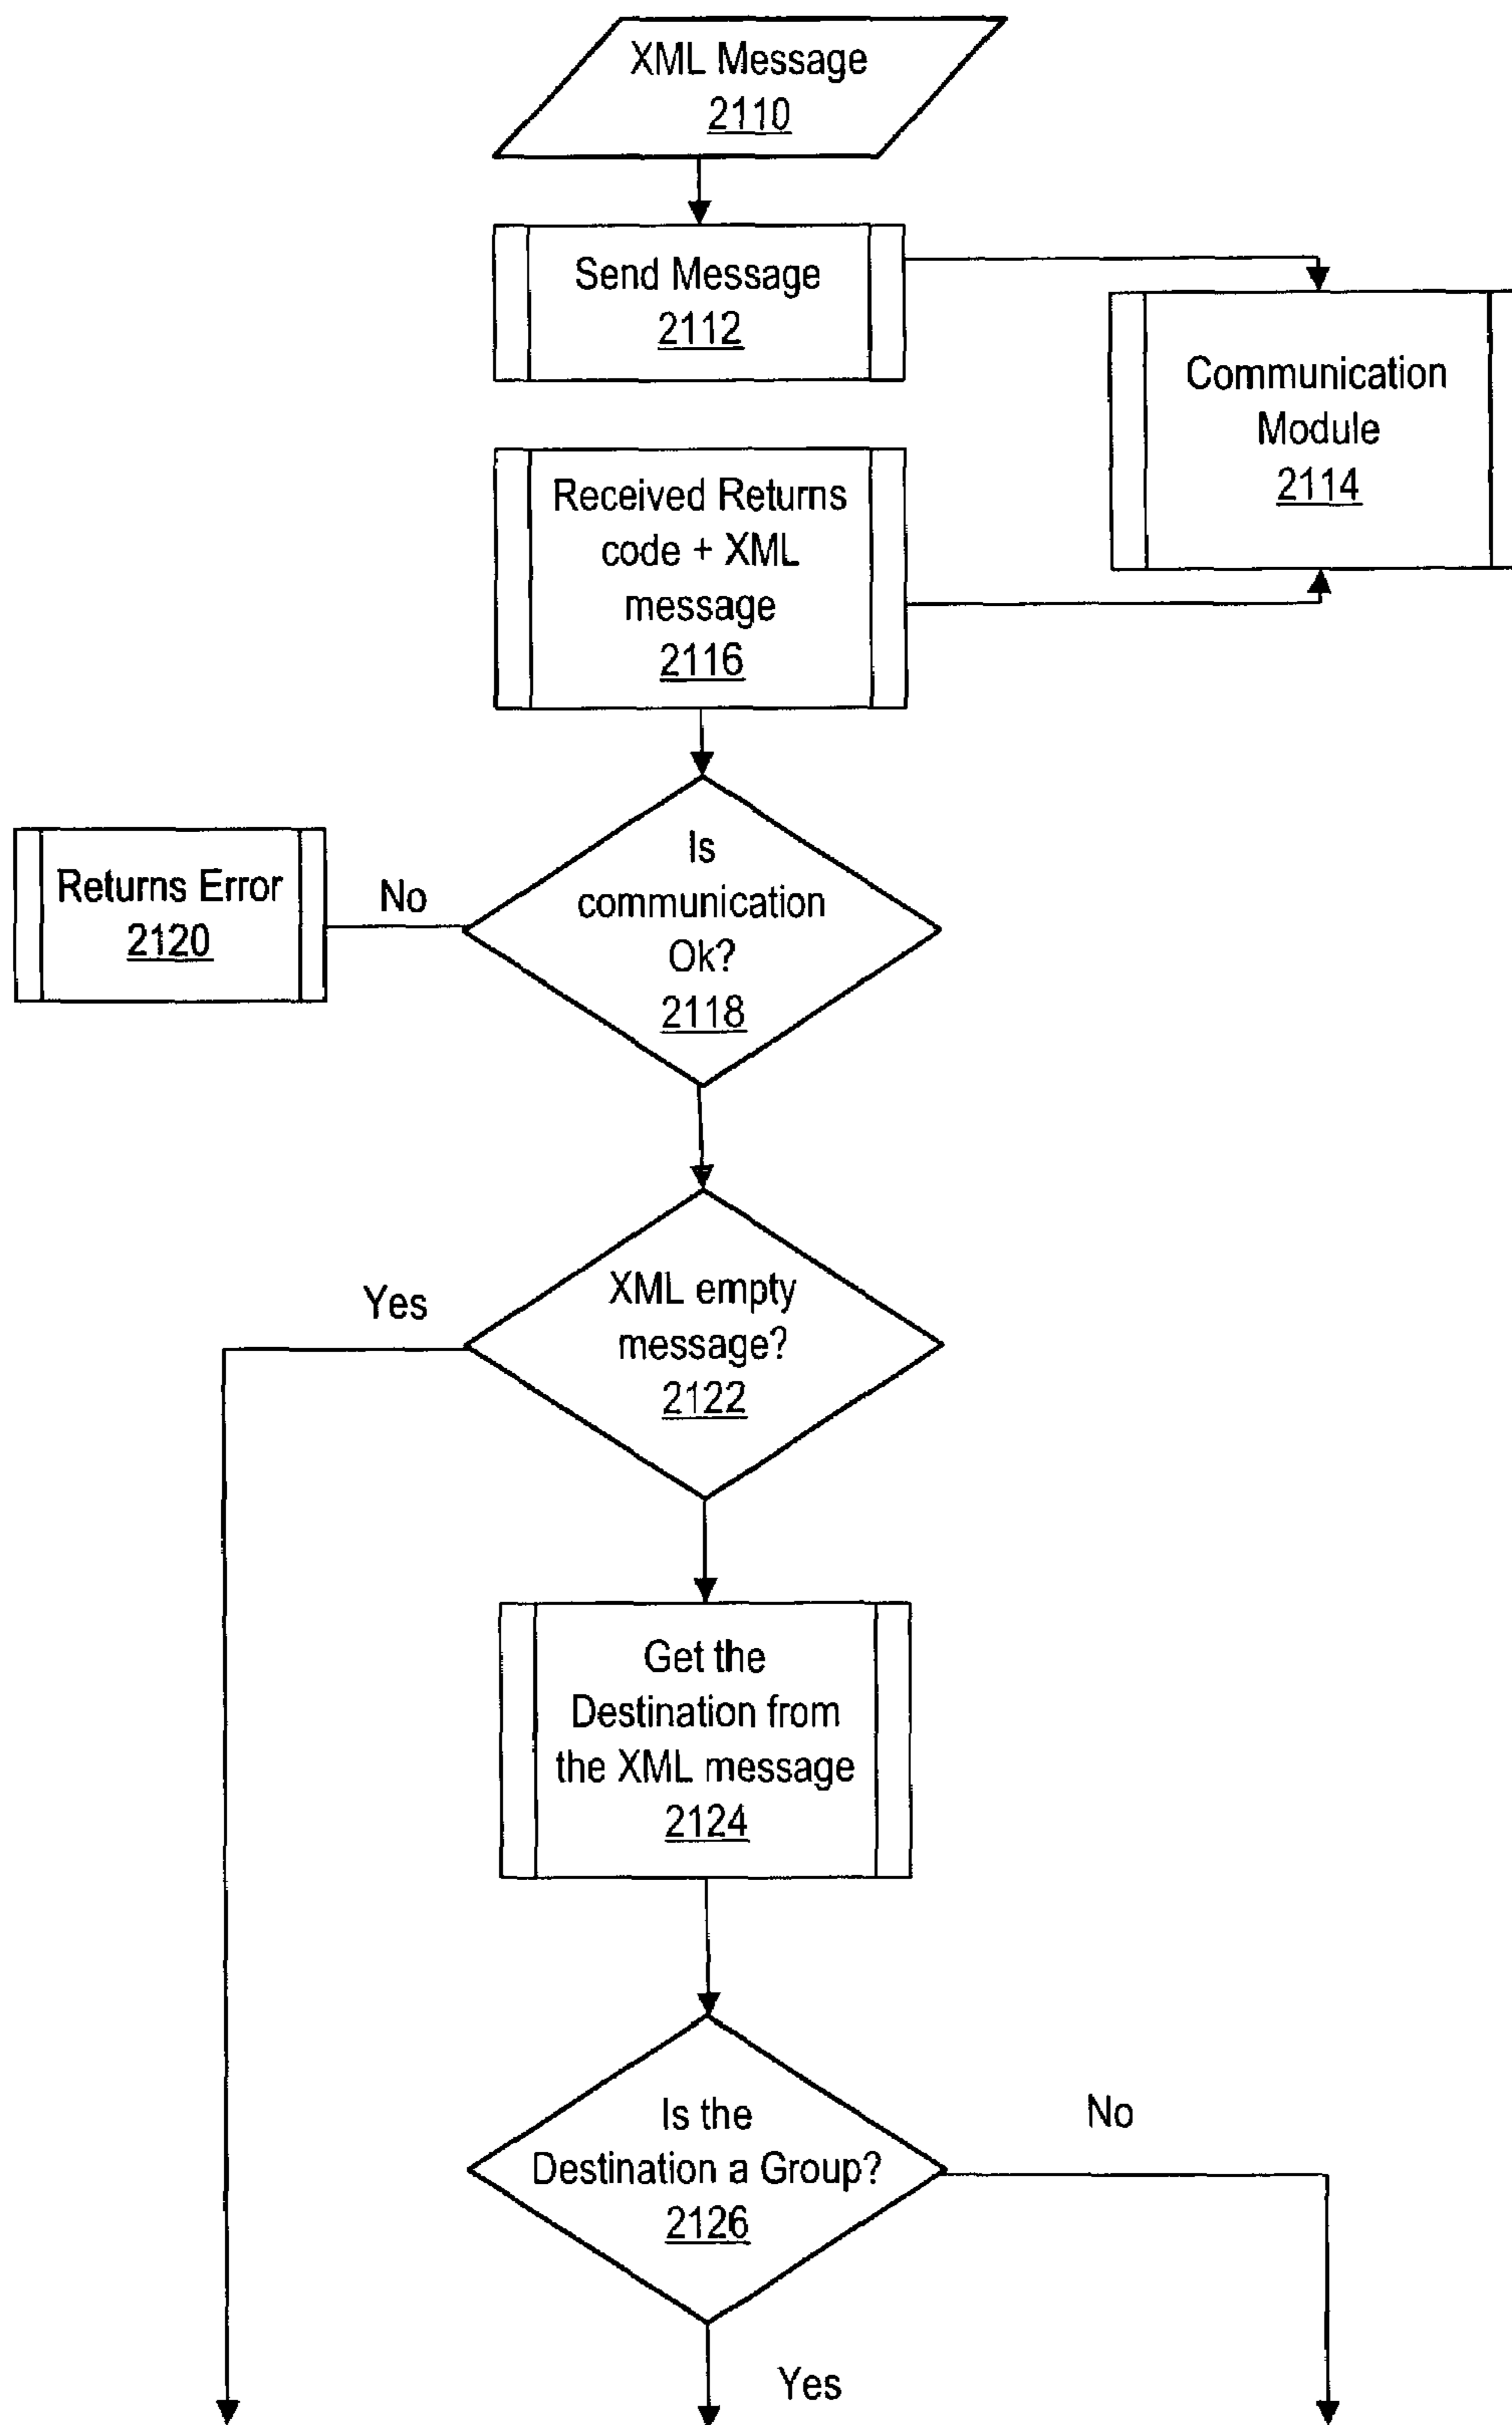 XML Message
2110
Send Message
2112
Communication
Module
2114
Received Returns
code + XML
message
2116
Is
communication
Ok?
2118
No
Returns Error
2120
XML empty
message?
2122
Yes
Get the
Destination from
the XML message
2124
Is the
Destination a Group?
2126
No
Yes